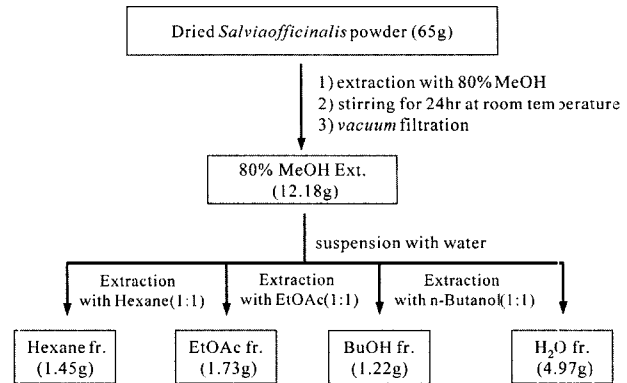 Dried Salviaofficinalis powder (65g)
1) extraction with 80% MeOH
2) stirring for 24hr at room temperature
3) vacuum filtration
80% MeOH Ext.
(12.18g)
suspension with water
Extraction
with Hexane(1:1)
Extraction
with EtOAc(1:1)
Extraction
with n-Butanol(1:1)
Hexane fr.
(1.45g)
EtOAc fr.
(1.73g)
BuOH fr.
(1.22g)
H₂O fr.
(4.97g)